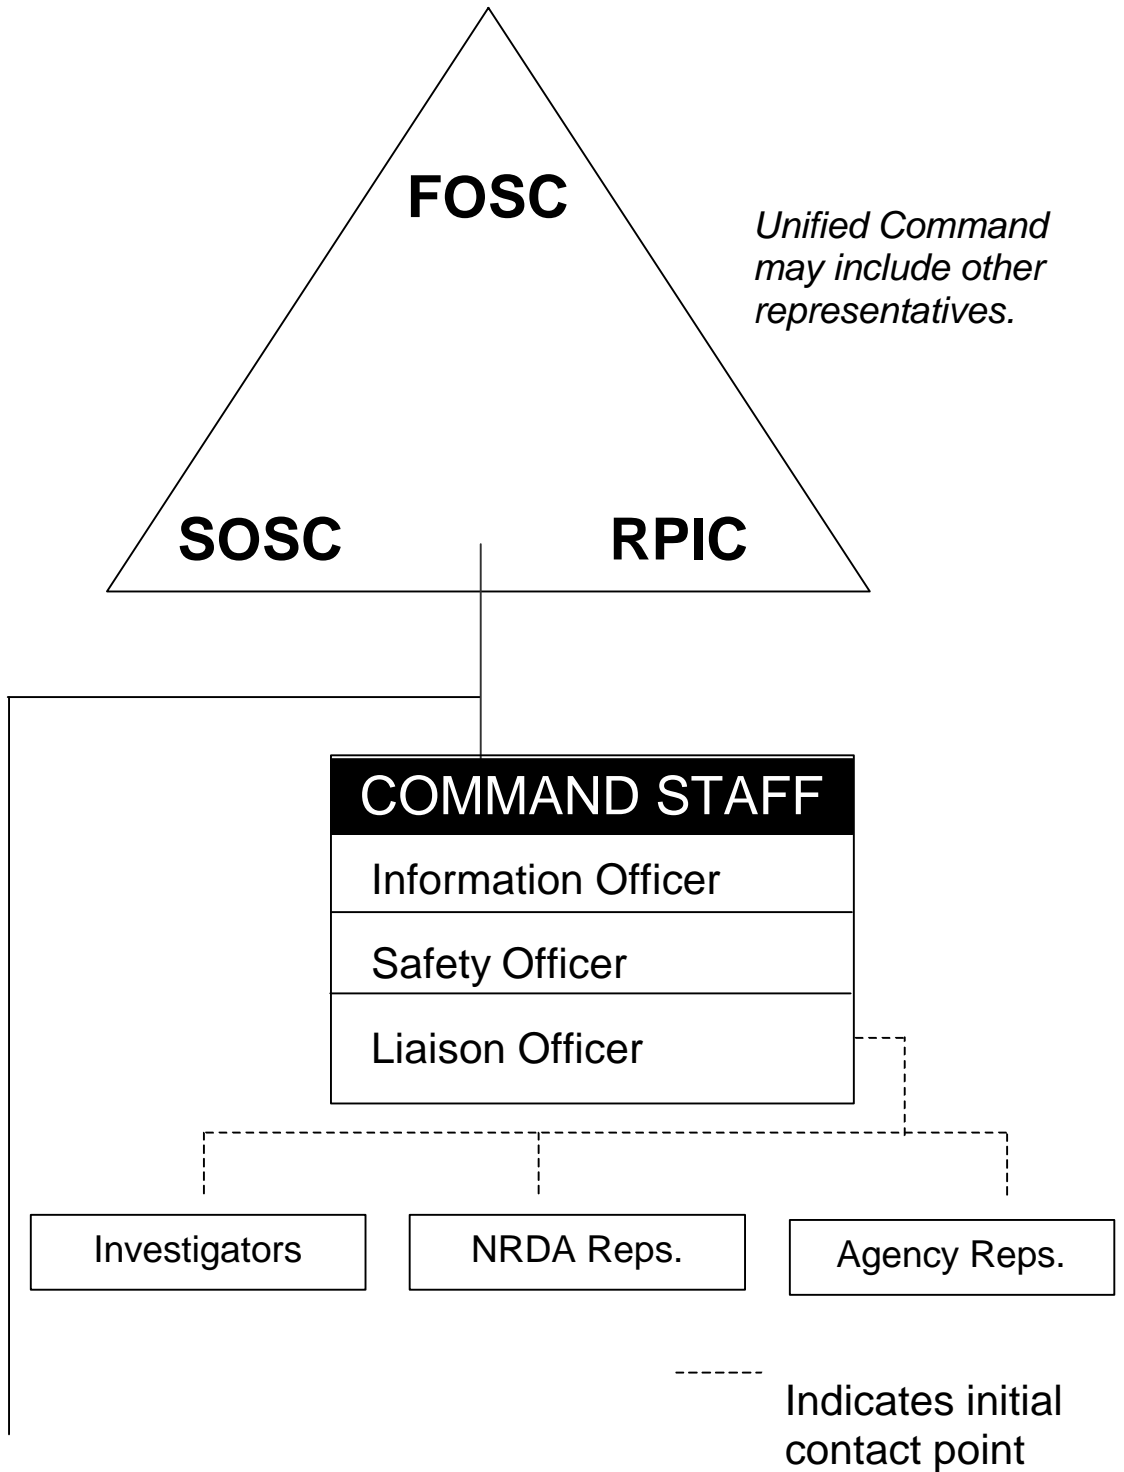 FOSC
Unified Command
may include other
representatives.
SOSC
RPIC
COMMAND STAFF
Information Officer
Safety Officer
Liaison Officer
Investigators
NRDA Reps.
Agency Reps.
Indicates initial
contact point